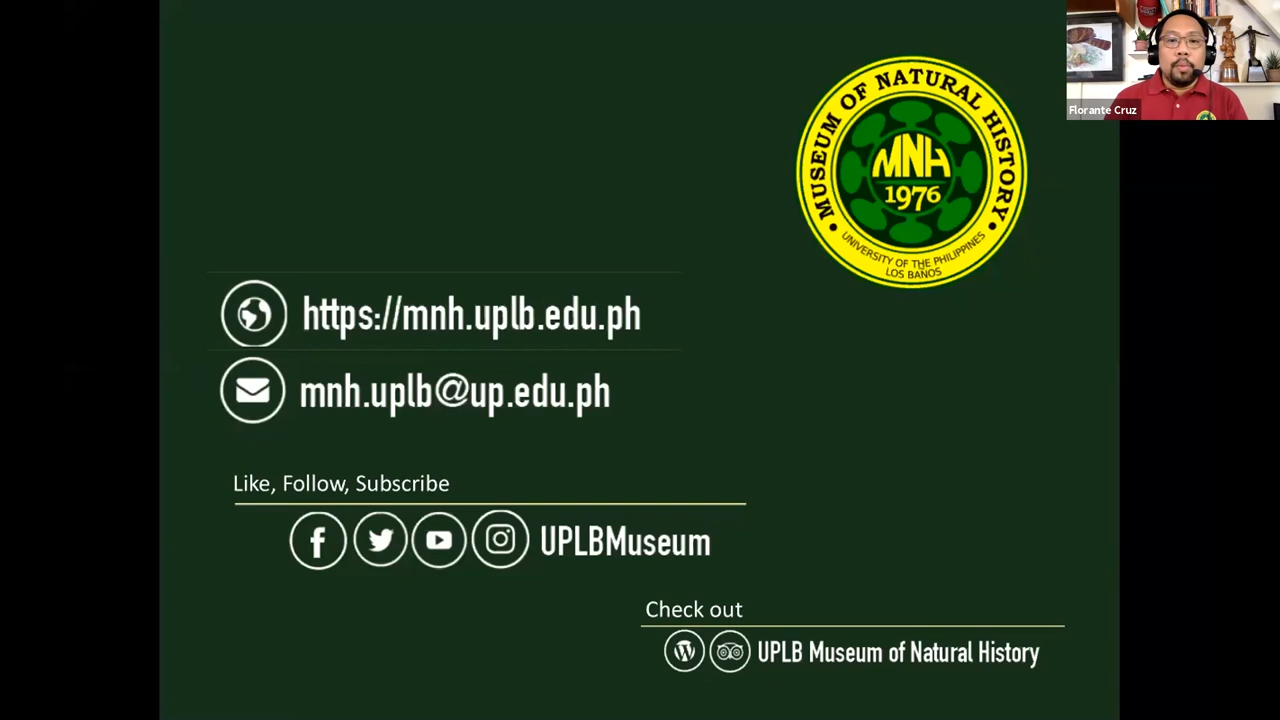 MUSEUM OF NATURAL HISTORY
MNH
1976
UNIVERSITY OF THE PHILIPPINES
LOS BAÑOS
Florante Cruz
https://mnh.uplb.edu.ph
mnh.uplb@up.edu.ph
Like, Follow, Subscribe
UPLBMuseum
Check out
UPLB Museum of Natural History